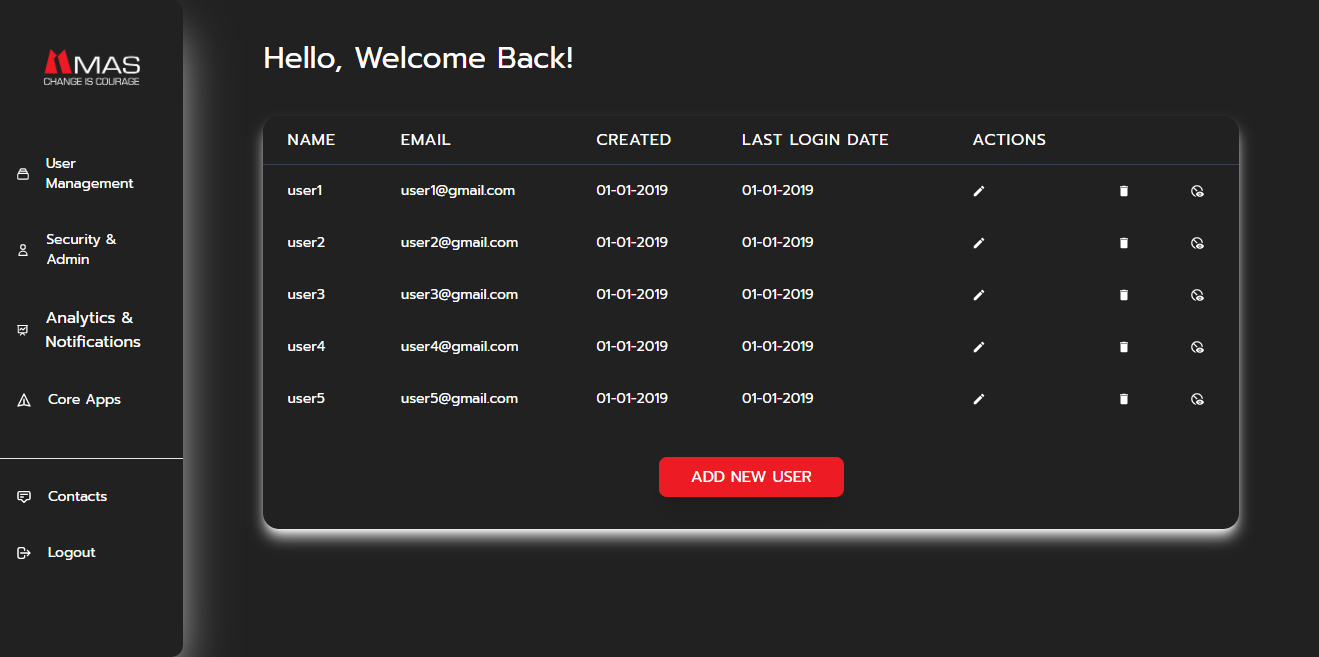 MAS
CHANGE IS COURAGE
User
Management
Security &
Admin
Analytics &
Notifications
Core Apps
Contacts
Logout
Hello, Welcome Back!
NAME EMAIL CREATED LAST LOGIN DATE ACTIONS
user1 user1@gmail.com 01-01-2019 01-01-2019
user2 user2@gmail.com 01-01-2019 01-01-2019
user3 user3@gmail.com 01-01-2019 01-01-2019
user4 user4@gmail.com 01-01-2019 01-01-2019
user5 user5@gmail.com 01-01-2019 01-01-2019
ADD NEW USER